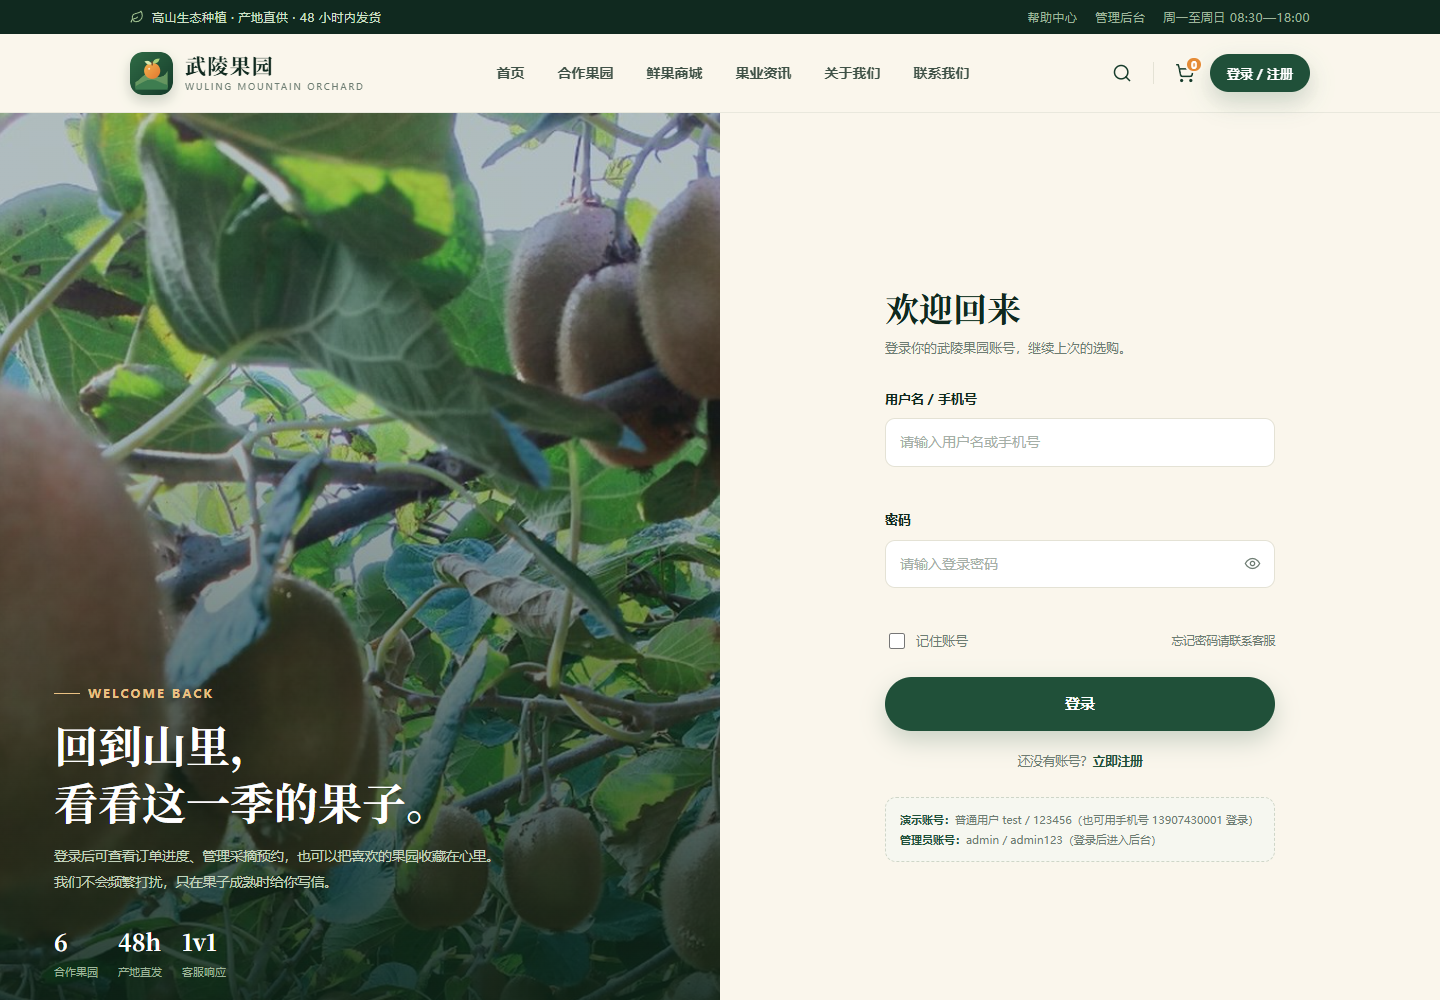 高山生态种植 · 产地直供 · 48 小时内发货
帮助中心 管理后台 周一至周日 08:30—18:00
武陵果园
WULING MOUNTAIN ORCHARD
首页 合作果园 鲜果商城 果业资讯 关于我们 联系我们
0
登录 / 注册
WELCOME BACK
回到山里，
看看这一季的果子。
登录后可查看订单进度、管理采摘预约，也可以把喜欢的果园收藏在心里。
我们不会频繁打扰，只在果子成熟时给你写信。
6 48h 1v1
合作果园 产地直发 客服响应
欢迎回来
登录你的武陵果园账号，继续上次的选购。
用户名 / 手机号
请输入用户名或手机号
密码
请输入登录密码
记住账号 忘记密码请联系客服
登录
还没有账号？立即注册
演示账号：普通用户 test / 123456（也可用手机号 13907430001 登录）
管理员账号：admin / admin123（登录后进入后台）